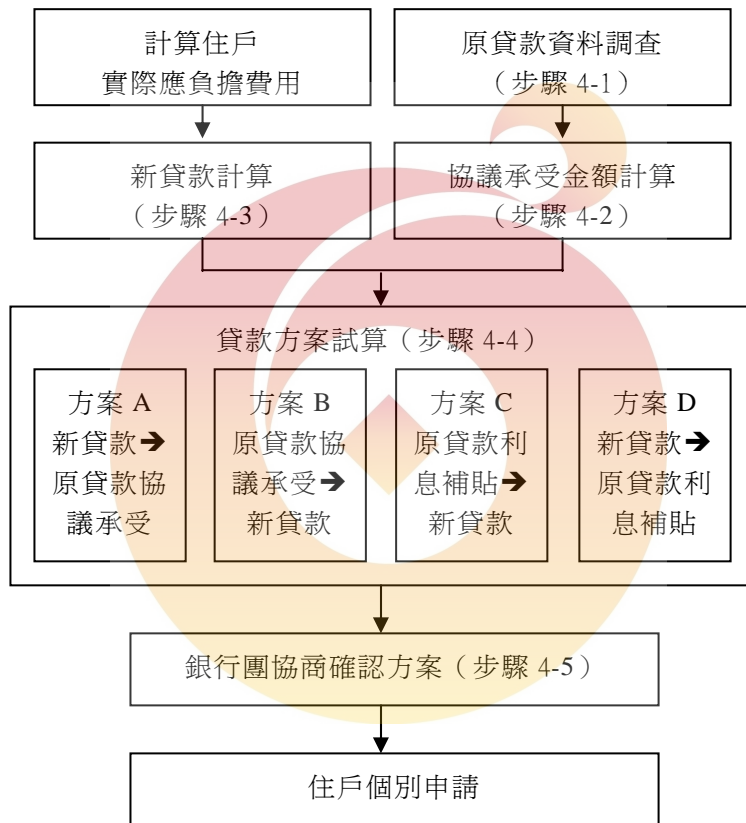 計算住戶
實際應負擔費用
原貸款資料調查
（步驟 4-1）
新貸款計算
（步驟 4-3）
協議承受金額計算
（步驟 4-2）
貸款方案試算（步驟 4-4）
方案 A
新貸款➔
原貸款協
議承受
方案 B
原貸款協
議承受➔
新貸款
方案 C
原貸款利
息補貼➔
新貸款
方案 D
新貸款➔
原貸款利
息補貼
銀行團協商確認方案（步驟 4-5）
住戶個別申請